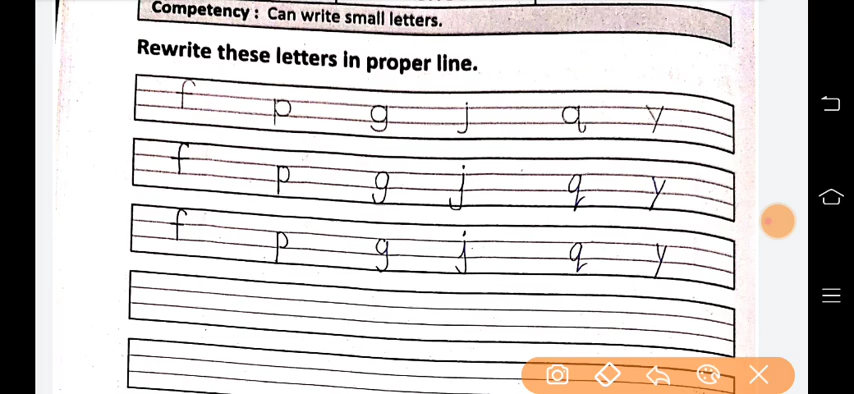 Competency : Can write small letters.
Rewrite these letters in proper line.
f p g j q y
f p g j q y
f p g j q y